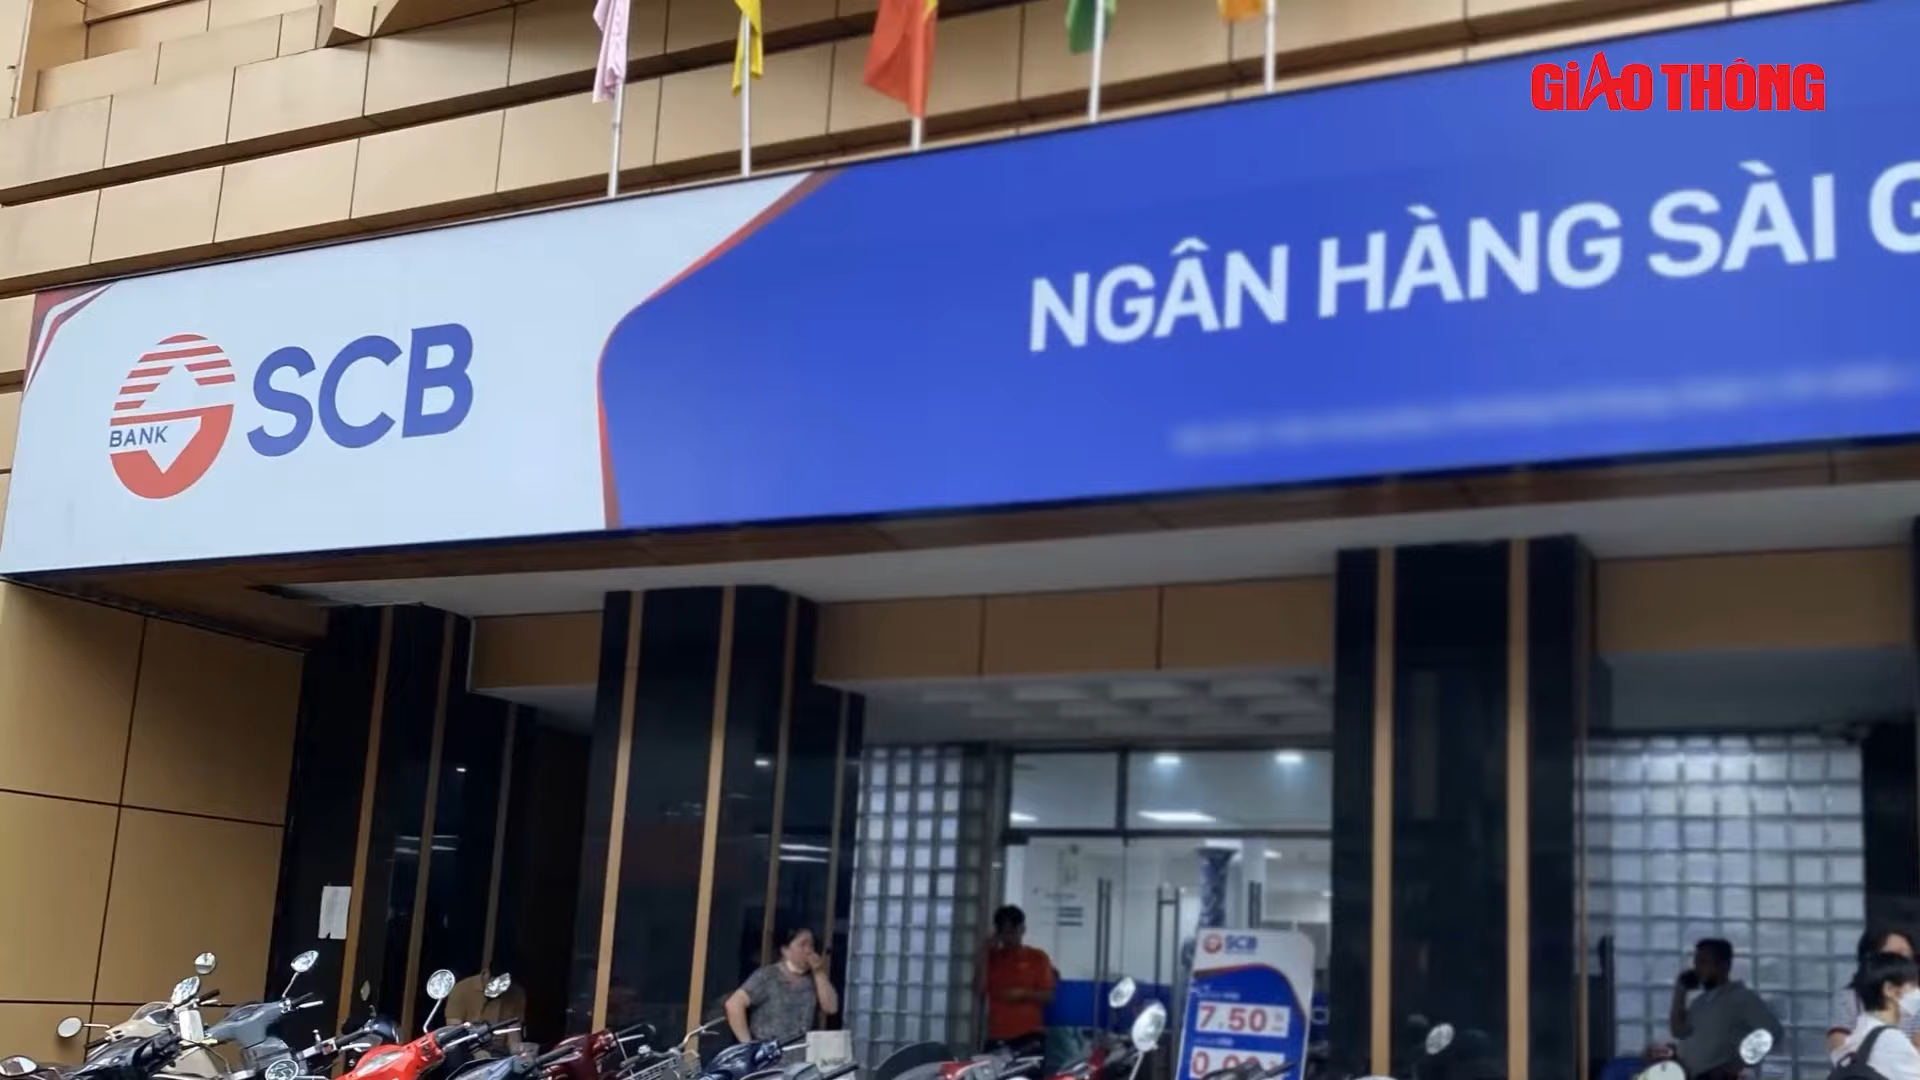 GIAO THÔNG
NGÂN HÀNG SÀI G
SCB
BANK
SCB
7.50